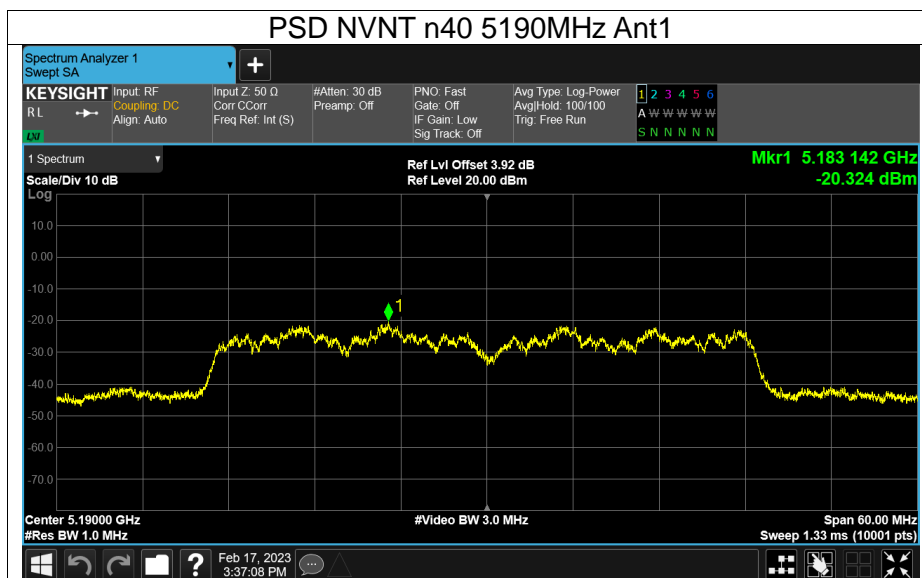 PSD NVNT n40 5190MHz Ant1
Spectrum Analyzer 1
Swept SA
+
KEYSIGHT
RL
LXI
Input: RF
Coupling: DC
Align: Auto
Input Z: 50 Ω
Corr CCorr
Freq Ref: Int (S)
#Atten: 30 dB
Preamp: Off
PNO: Fast
Gate: Off
IF Gain: Low
Sig Track: Off
Avg Type: Log-Power
Avg|Hold: 100/100
Trig: Free Run
1 2 3 4 5 6
A W W W W W
S N N N N N
1 Spectrum
Scale/Div 10 dB
Ref Lvl Offset 3.92 dB
Ref Level 20.00 dBm
Mkr1 5.183 142 GHz
-20.324 dBm
Log
10.0
0.00
-10.0
-20.0
-30.0
-40.0
-50.0
-60.0
-70.0
1
Center 5.19000 GHz
#Res BW 1.0 MHz
#Video BW 3.0 MHz
Span 60.00 MHz
Sweep 1.33 ms (10001 pts)
?
Feb 17, 2023
3:37:08 PM